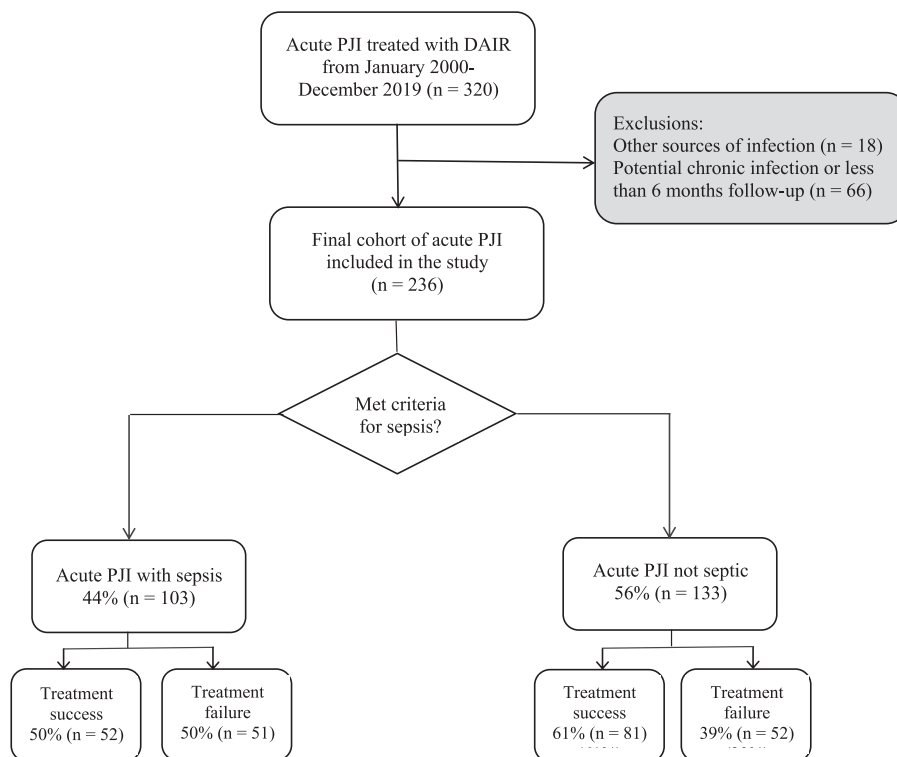 Acute PJI treated with DAIR
from January 2000-
December 2019 (n = 320)
Exclusions:
Other sources of infection (n = 18)
Potential chronic infection or less
than 6 months follow-up (n = 66)
Final cohort of acute PJI
included in the study
(n = 236)
Met criteria
for sepsis?
Acute PJI with sepsis
44% (n = 103)
Acute PJI not septic
56% (n = 133)
Treatment
success
50% (n = 52)
Treatment
failure
50% (n = 51)
Treatment
success
61% (n = 81)
Treatment
failure
39% (n = 52)